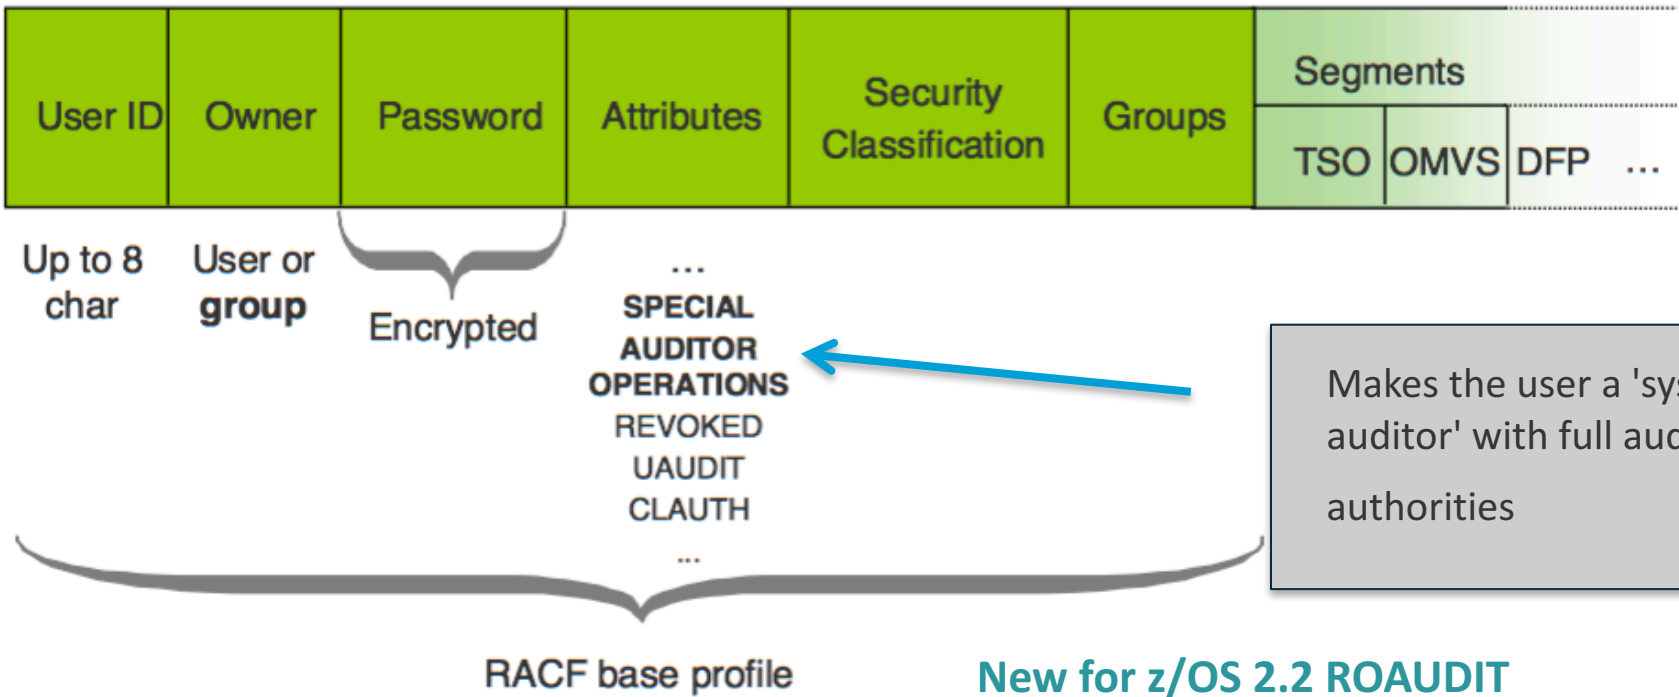 User ID
Owner
Password
Attributes
Security
Classification
Groups
Segments
TSO
OMVS
DFP
...
Up to 8
char
User or
group
Encrypted
...
SPECIAL
AUDITOR
OPERATIONS
REVOKED
UAUDIT
CLAUTH
...
Makes the user a
auditor' with full
authorities
RACF base profile
New for z/OS 2.2 ROAUDIT